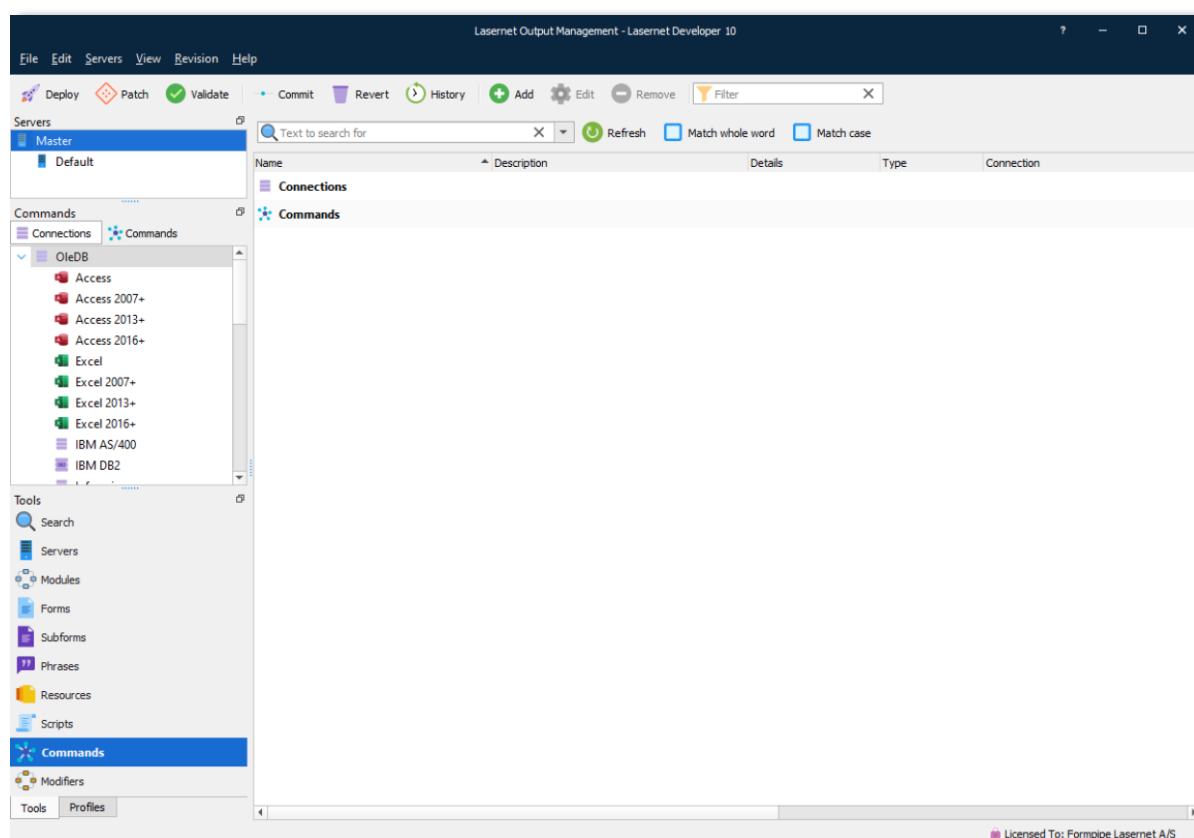 Lasernet Output Management - Lasernet Developer 10
?
File Edit Servers View Revision Help
Deploy Patch Validate Commit Revert History Add Edit Remove Filter
Servers
Master
Default
Text to search for Refresh Match whole word Match case
Name Description Details Type Connection
Connections
Commands
Commands
Connections Commands
OleDB
Access
Access 2007+
Access 2013+
Access 2016+
Excel
Excel 2007+
Excel 2013+
Excel 2016+
IBM AS/400
IBM DB2
Tools
Search
Servers
Modules
Forms
Subforms
Phrases
Resources
Scripts
Commands
Modifiers
Tools Profiles
Licensed To: Formpipe Lasernet A/S